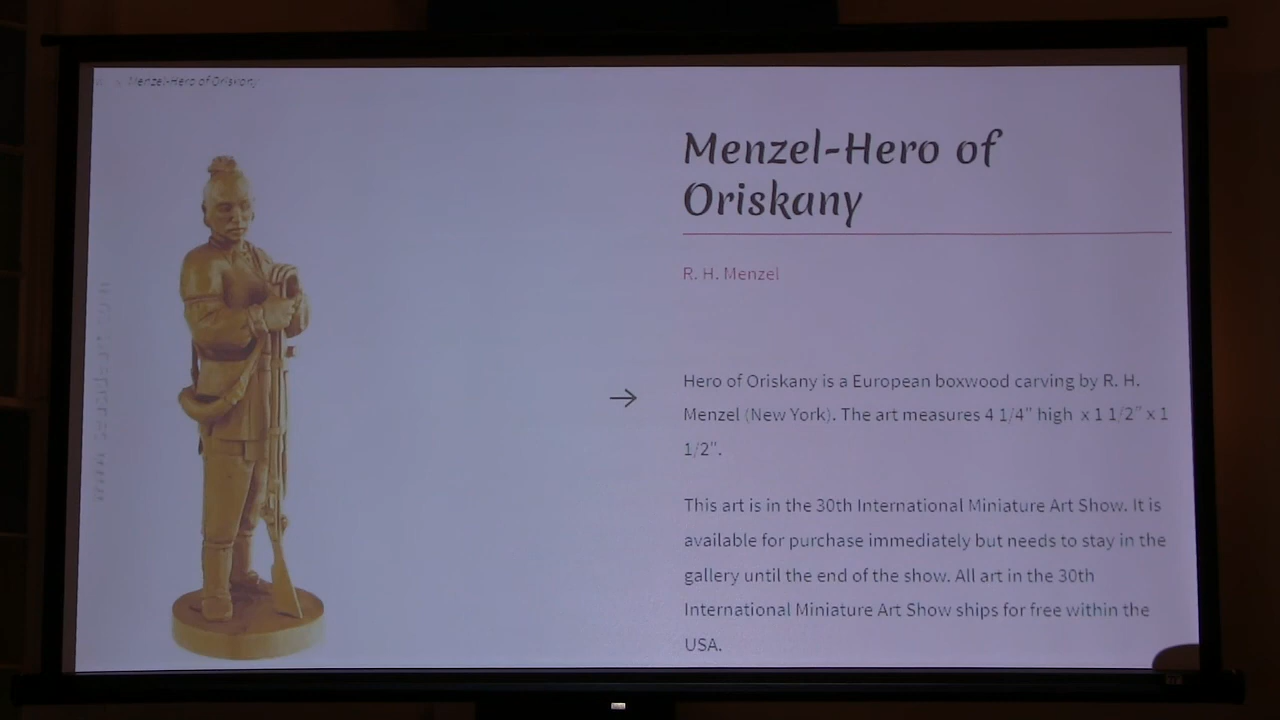 Menzel-Hero of Oriskany
Menzel-Hero of
Oriskany
R. H. Menzel
Hero of Oriskany is a European boxwood carving by R. H.
Menzel (New York). The art measures 4 1/4" high x 1 1/2" x 1
1/2".
This art is in the 30th International Miniature Art Show. It is
available for purchase immediately but needs to stay in the
gallery until the end of the show. All art in the 30th
International Miniature Art Show ships for free within the
USA.